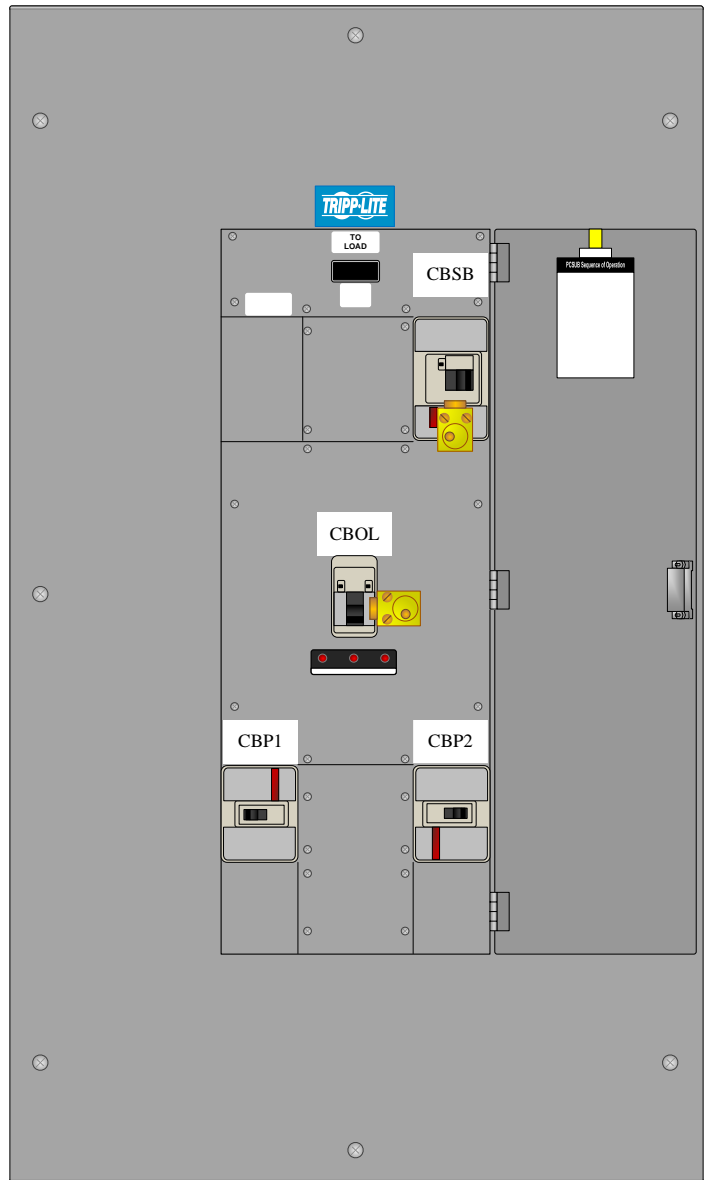 TRIPP·LITE
TO
LOAD
CBSB
PCSUB Sequence of Operation
CBOL
CBP1
CBP2